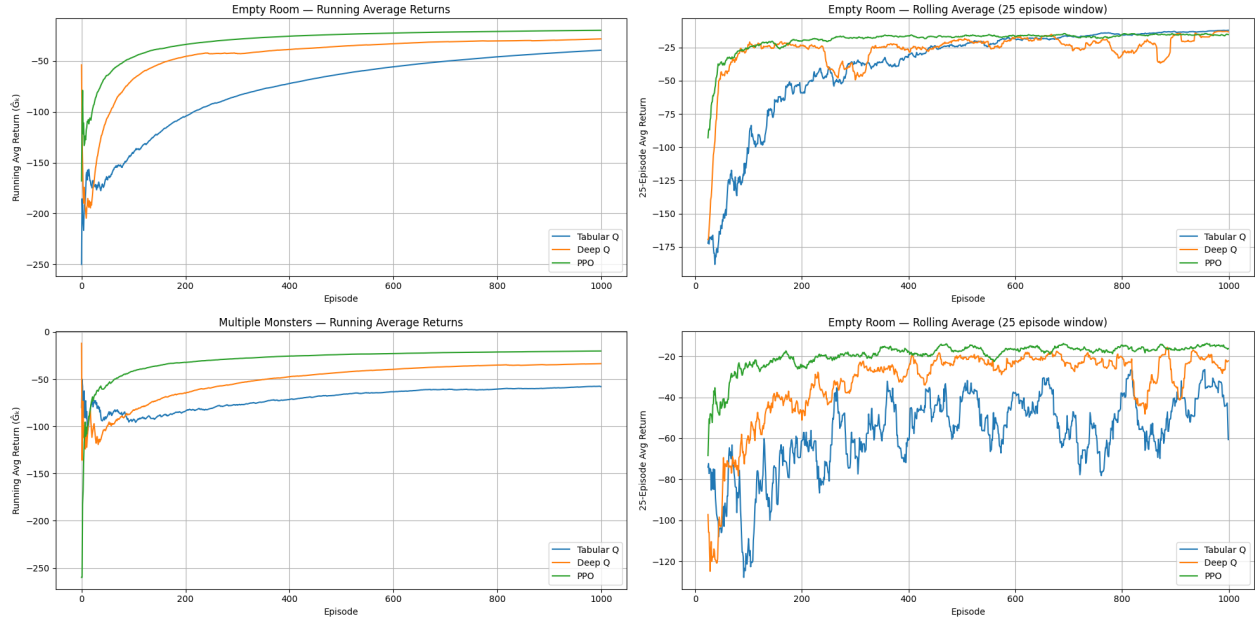 Empty Room — Running Average Returns
Running Avg Return (Ĝₖ)
−50
−100
−150
−200
−250
0
200
400
600
800
1000
Episode
Tabular Q
Deep Q
PPO
Empty Room — Rolling Average (25 episode window)
25-Episode Avg Return
−25
−50
−75
−100
−125
−150
−175
0
200
400
600
800
1000
Episode
Tabular Q
Deep Q
PPO
Multiple Monsters — Running Average Returns
Running Avg Return (Ĝₖ)
0
−50
−100
−150
−200
−250
0
200
400
600
800
1000
Episode
Tabular Q
Deep Q
PPO
Empty Room — Rolling Average (25 episode window)
25-Episode Avg Return
−20
−40
−60
−80
−100
−120
0
200
400
600
800
1000
Episode
Tabular Q
Deep Q
PPO